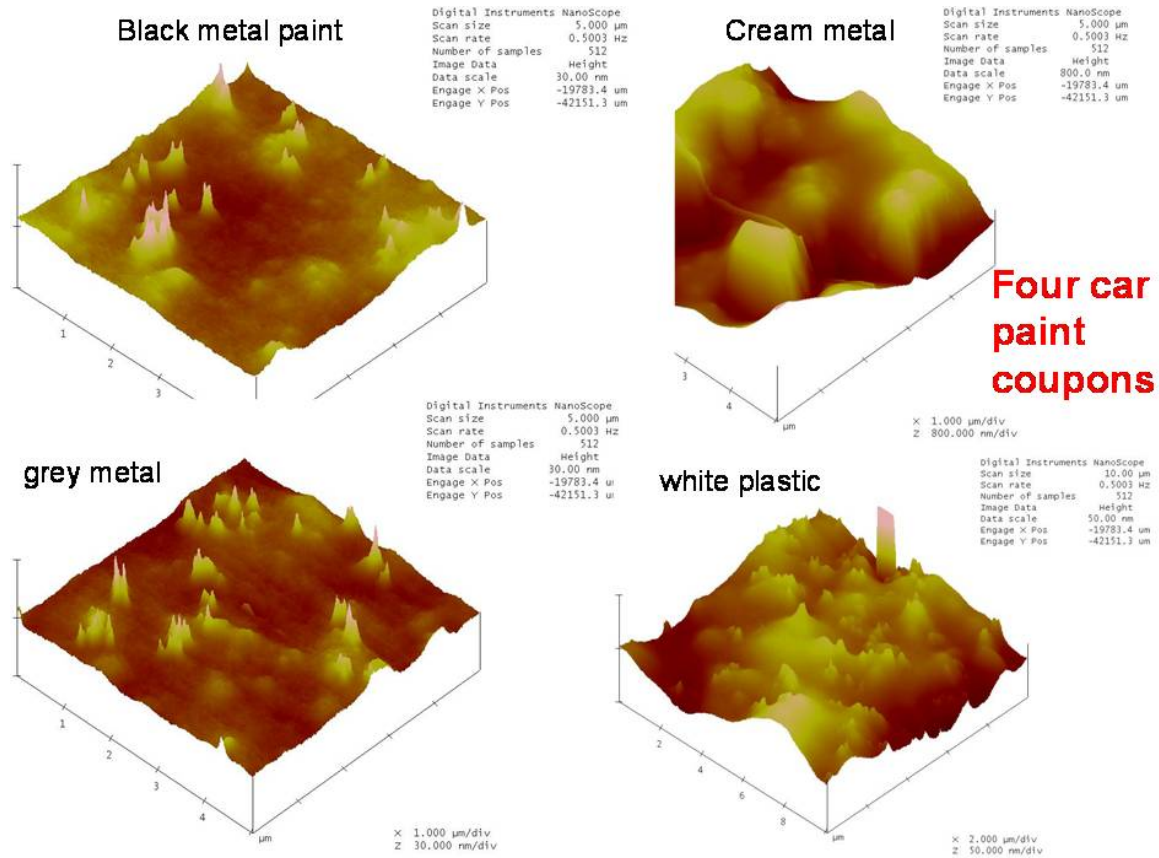 Black metal paint
Digital Instruments NanoScope
Scan size 5.000 µm
Scan rate 0.5003 Hz
Number of samples 512
Image Data Height
Data scale 30.00 nm
Engage X Pos -19783.4 um
Engage Y Pos -42151.3 um
1
2
3
Cream metal
Digital Instruments NanoScope
Scan size 5.000 µm
Scan rate 0.5003 Hz
Number of samples 512
Image Data Height
Data scale 800.0 nm
Engage X Pos -19783.4 um
Engage Y Pos -42151.3 um
3
4
µm
X 1.000 µm/div
Z 800.000 nm/div
Four car
paint
coupons
grey metal
Digital Instruments NanoScope
Scan size 5.000 µm
Scan rate 0.5003 Hz
Number of samples 512
Image Data Height
Data scale 30.00 nm
Engage X Pos -19783.4 u
Engage Y Pos -42151.3 u
1
2
3
4
µm
X 1.000 µm/div
Z 30.000 nm/div
white plastic
Digital Instruments NanoScope
Scan size 10.00 µm
Scan rate 0.5003 Hz
Number of samples 512
Image Data Height
Data scale 50.00 nm
Engage X Pos -19783.4 um
Engage Y Pos -42151.3 um
2
4
6
8
µm
X 2.000 µm/div
Z 50.000 nm/div